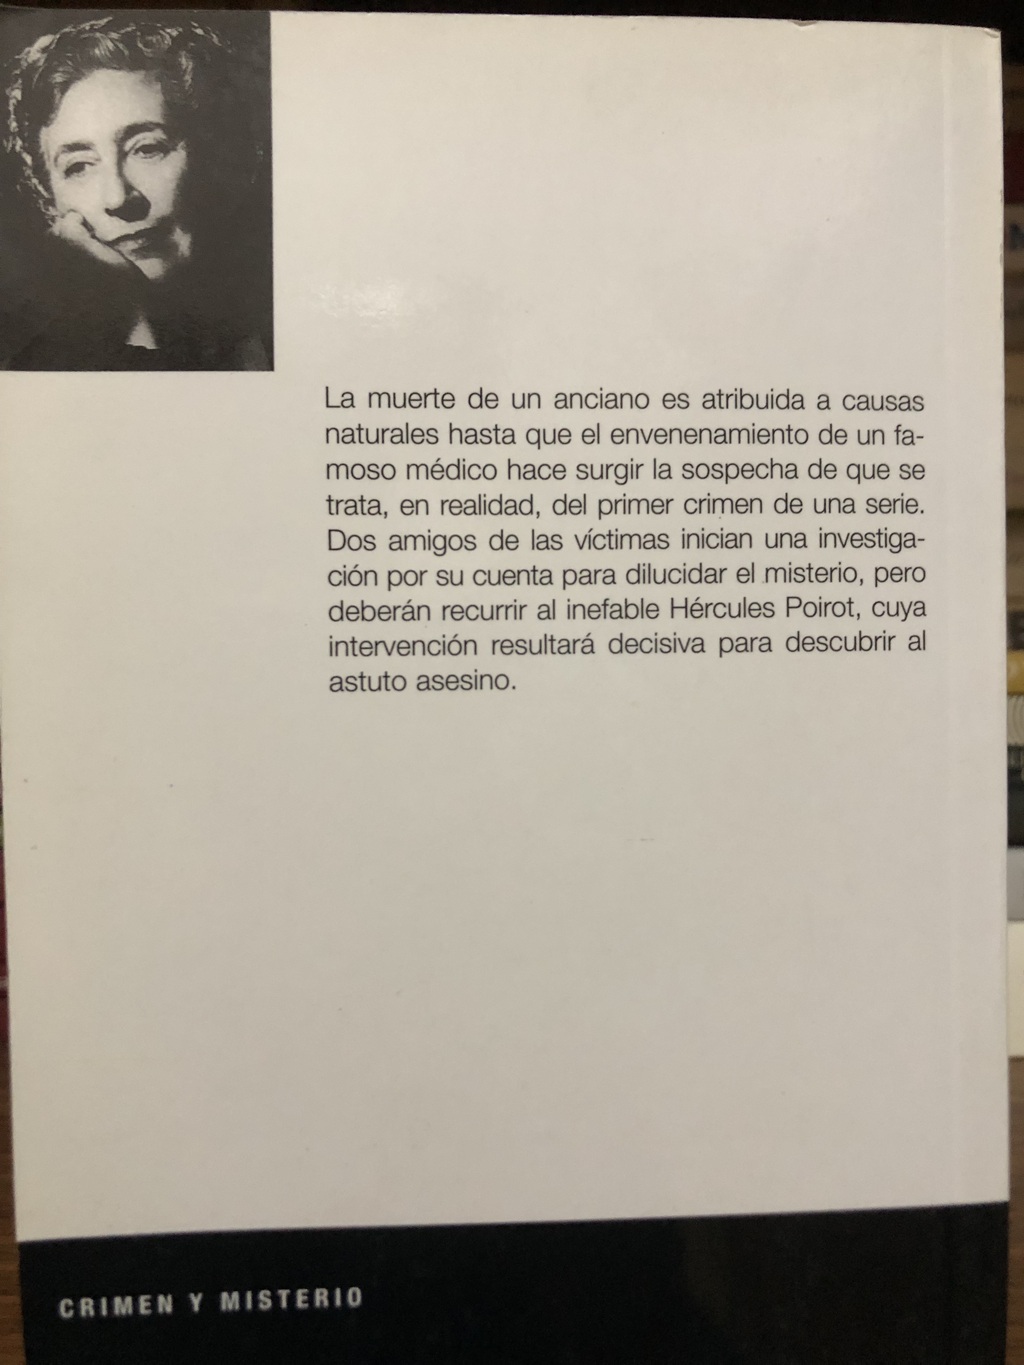 La muerte de un anciano es atribuida a causas
naturales hasta que el envenenamiento de un fa-
moso médico hace surgir la sospecha de que se
trata, en realidad, del primer crimen de una serie.
Dos amigos de las víctimas inician una investiga-
ción por su cuenta para dilucidar el misterio, pero
deberán recurrir al inefable Hércules Poirot, cuya
intervención resultará decisiva para descubrir al
astuto asesino.
CRIMEN Y MISTERIO